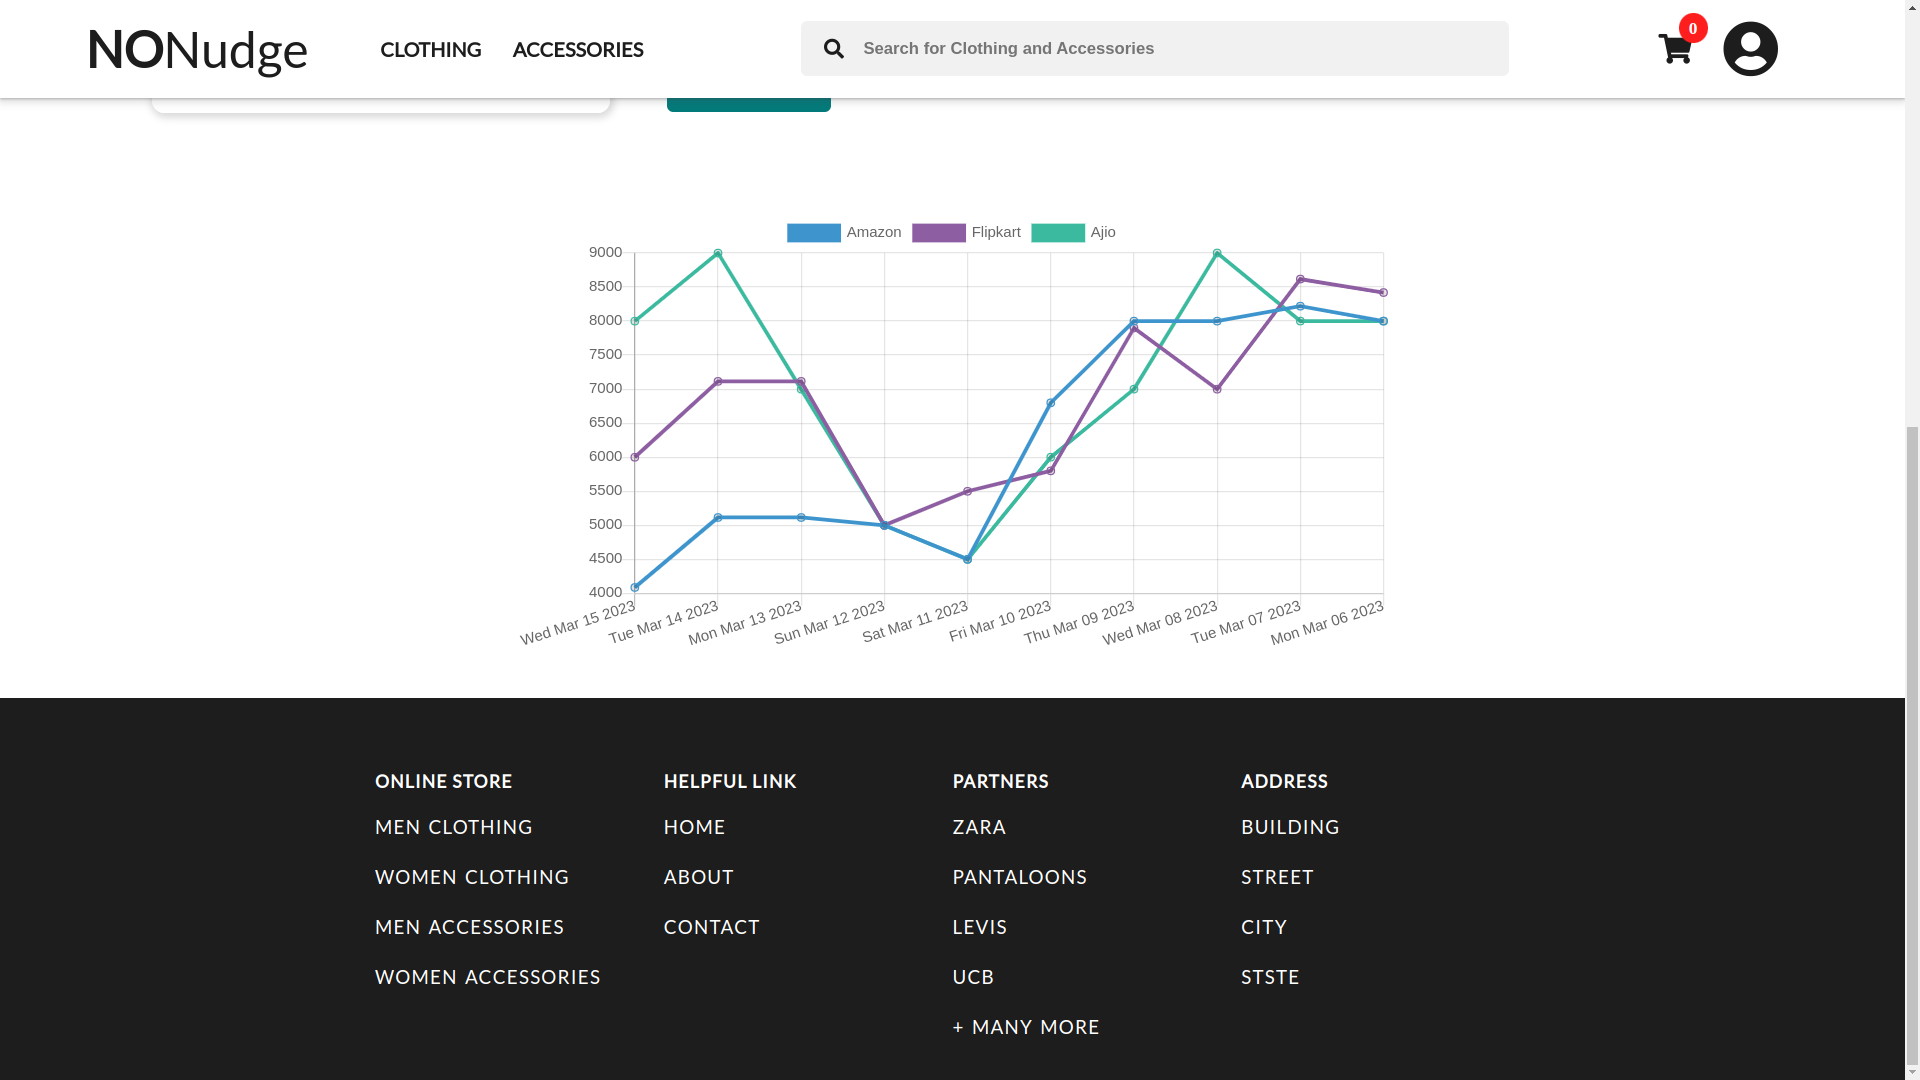 NONudge
CLOTHING
ACCESSORIES
Search for Clothing and Accessories
0
Amazon
Flipkart
Ajio
9000
8500
8000
7500
7000
6500
6000
5500
5000
4500
4000
Wed Mar 15 2023
Tue Mar 14 2023
Mon Mar 13 2023
Sun Mar 12 2023
Sat Mar 11 2023
Fri Mar 10 2023
Thu Mar 09 2023
Wed Mar 08 2023
Tue Mar 07 2023
Mon Mar 06 2023
ONLINE STORE
MEN CLOTHING
WOMEN CLOTHING
MEN ACCESSORIES
WOMEN ACCESSORIES
HELPFUL LINK
HOME
ABOUT
CONTACT
PARTNERS
ZARA
PANTALOONS
LEVIS
UCB
+ MANY MORE
ADDRESS
BUILDING
STREET
CITY
STSTE